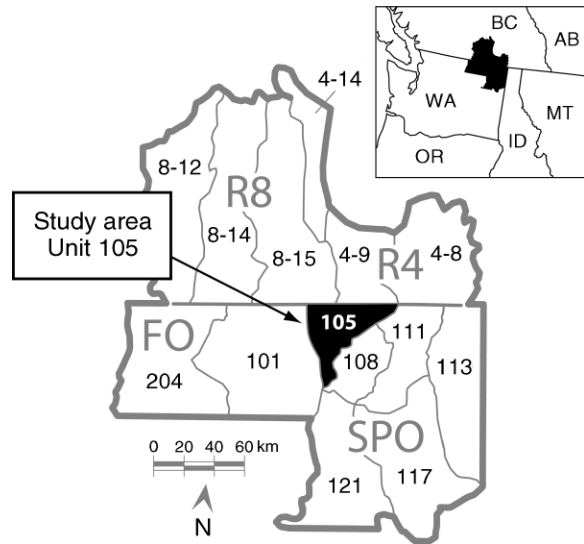 BC
AB
WA
MT
ID
OR
4-14
8-12
R8
Study area
Unit 105
8-14
8-15
4-9
R4
4-8
105
111
FO
101
108
113
204
SPO
0 20 40 60 km
121
117
N